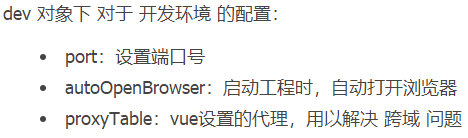 dev 对象下 对于 开发环境 的配置：
• port：设置端口号
• autoOpenBrowser：启动工程时，自动打开浏览器
• proxyTable：vue设置的代理，用以解决 跨域 问题